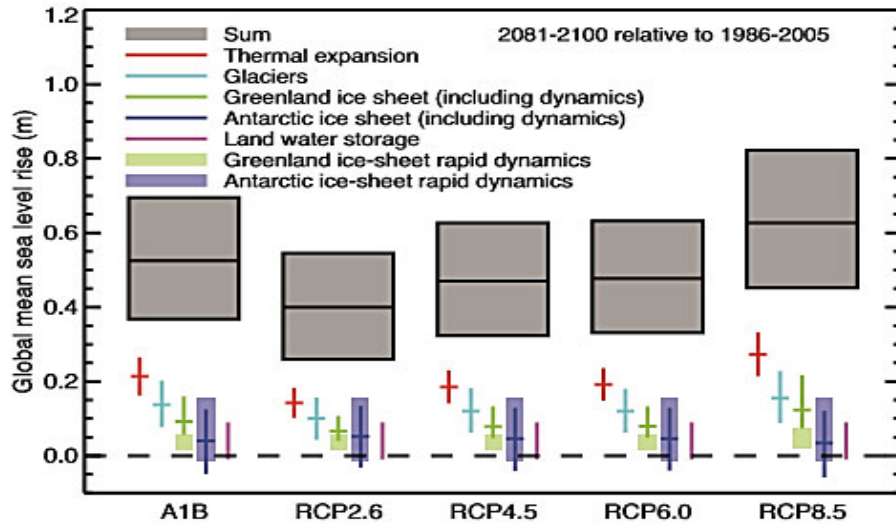 1.2
1.0
0.8
0.6
0.4
0.2
0.0
Global mean sea level rise (m)
Sum
2081-2100 relative to 1986-2005
Thermal expansion
Glaciers
Greenland ice sheet (including dynamics)
Antarctic ice sheet (including dynamics)
Land water storage
Greenland ice-sheet rapid dynamics
Antarctic ice-sheet rapid dynamics
A1B RCP2.6 RCP4.5 RCP6.0 RCP8.5